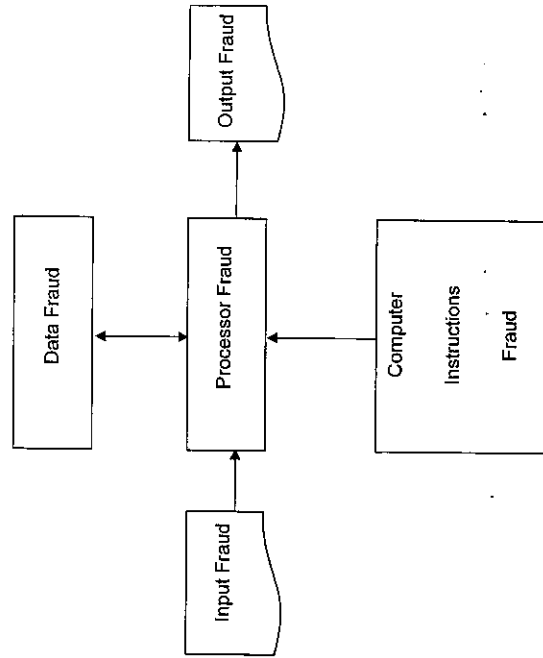 Data Fraud
Input Fraud
Processor Fraud
Output Fraud
Computer
Instructions
Fraud